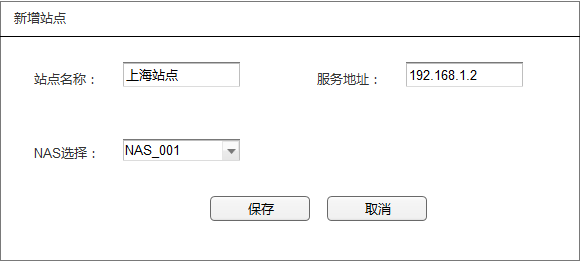 新增站点
站点名称： 上海站点 服务地址： 192.168.1.2
NAS选择： NAS_001
保存 取消